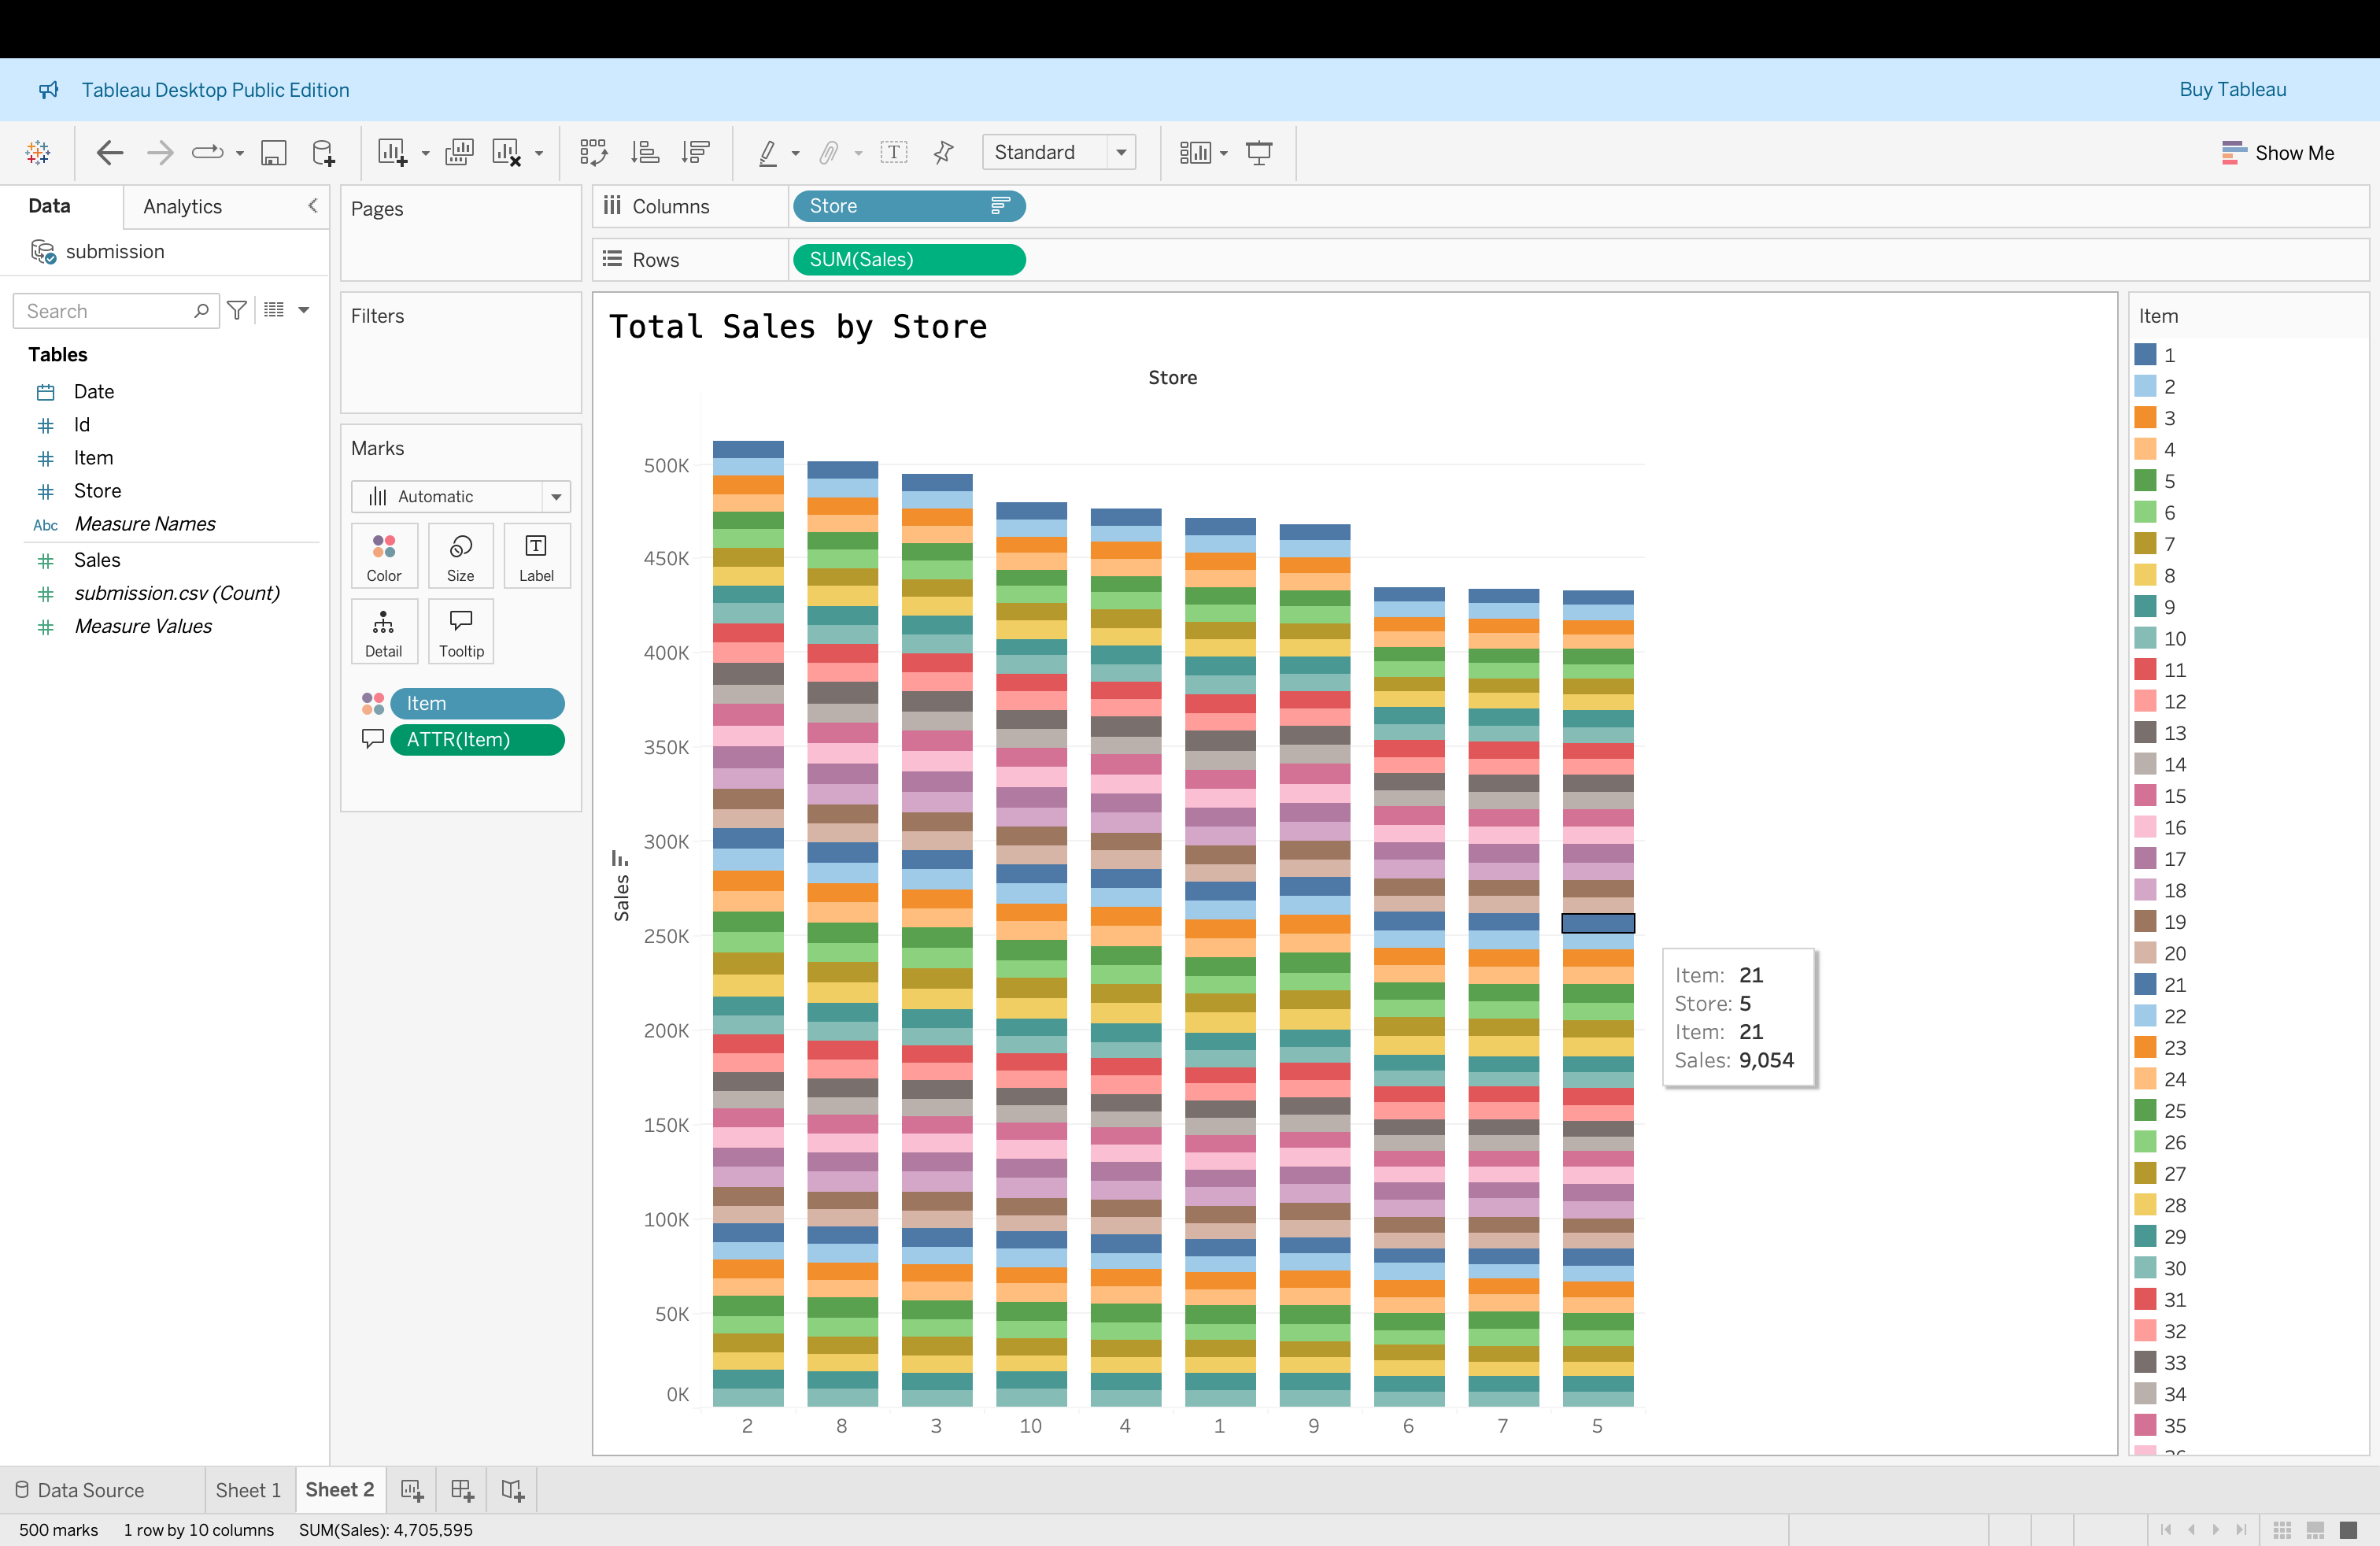 Tableau Desktop Public Edition
Buy Tableau
Standard
Show Me
Data
Analytics
submission
Search
Tables
Date
Id
Item
Store
Abc Measure Names
Sales
submission.csv (Count)
Measure Values
Pages
Filters
Marks
Automatic
Color
Size
Label
Detail
Tooltip
Item
ATTR(Item)
Columns
Store
Rows
SUM(Sales)
Total Sales by Store
Store
500K
450K
400K
350K
300K
250K
200K
150K
100K
50K
0K
Sales
2 8 3 10 4 1 9 6 7 5
Item: 21
Store: 5
Item: 21
Sales: 9,054
Item
1
2
3
4
5
6
7
8
9
10
11
12
13
14
15
16
17
18
19
20
21
22
23
24
25
26
27
28
29
30
31
32
33
34
35
Data Source
Sheet 1
Sheet 2
500 marks
1 row by 10 columns
SUM(Sales): 4,705,595